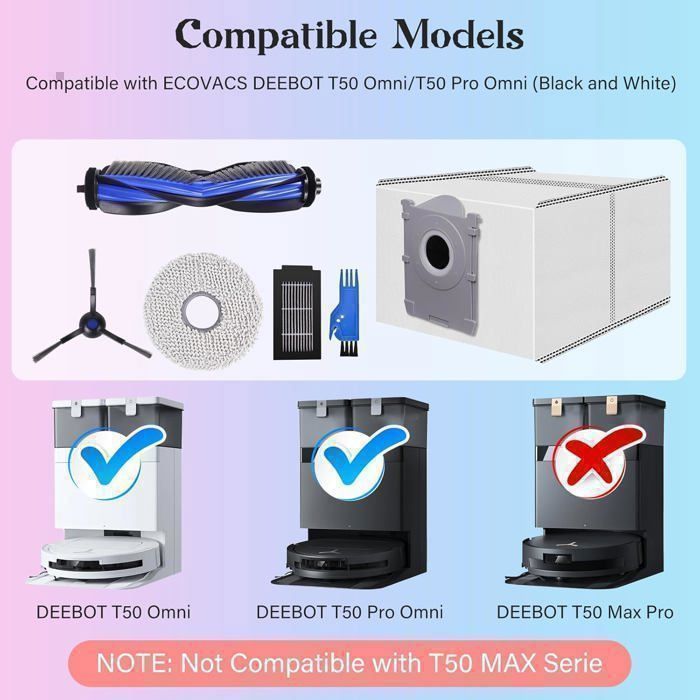 Compatible Models
Compatible with ECOVACS DEEBOT T50 Omni/T50 Pro Omni (Black and White)
DEEBOT T50 Omni
DEEBOT T50 Pro Omni
DEEBOT T50 Max Pro
NOTE: Not Compatible with T50 MAX Serie